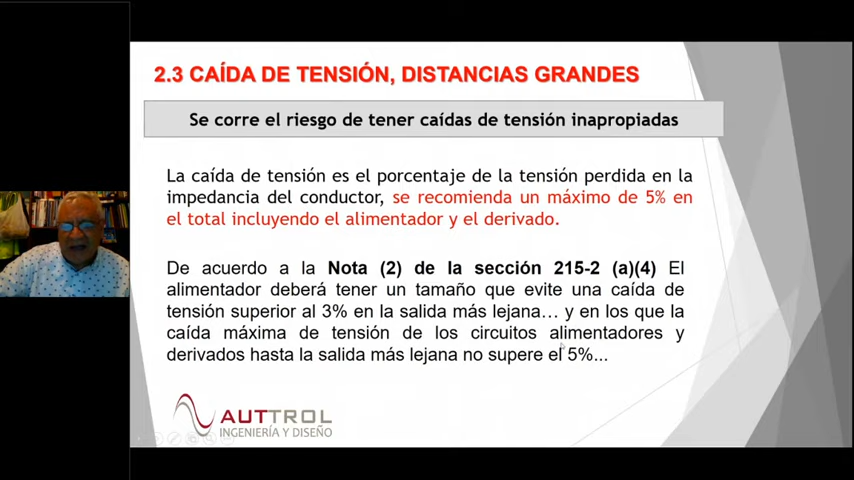 2.3 CAÍDA DE TENSIÓN, DISTANCIAS GRANDES
Se corre el riesgo de tener caídas de tensión inapropiadas
La caída de tensión es el porcentaje de la tensión perdida en la
impedancia del conductor, se recomienda un máximo de 5% en
el total incluyendo el alimentador y el derivado.
De acuerdo a la Nota (2) de la sección 215-2 (a)(4) El
alimentador deberá tener un tamaño que evite una caída de
tensión superior al 3% en la salida más lejana… y en los que la
caída máxima de tensión de los circuitos alimentadores y
derivados hasta la salida más lejana no supere el 5%...
AUTTROL
INGENIERÍA Y DISEÑO